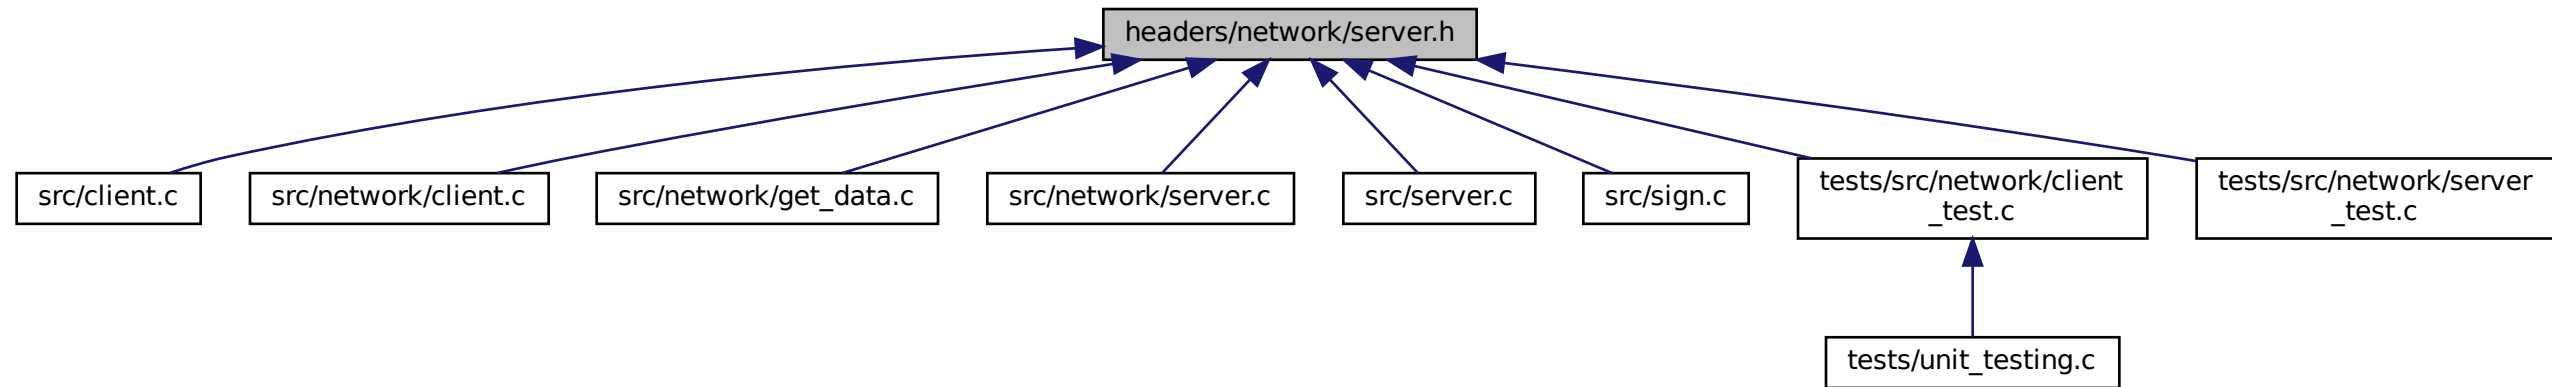 headers/network/server.h
src/client.c
src/network/client.c
src/network/get_data.c
src/network/server.c
src/server.c
src/sign.c
tests/src/network/client
_test.c
tests/src/network/server
_test.c
tests/unit_testing.c